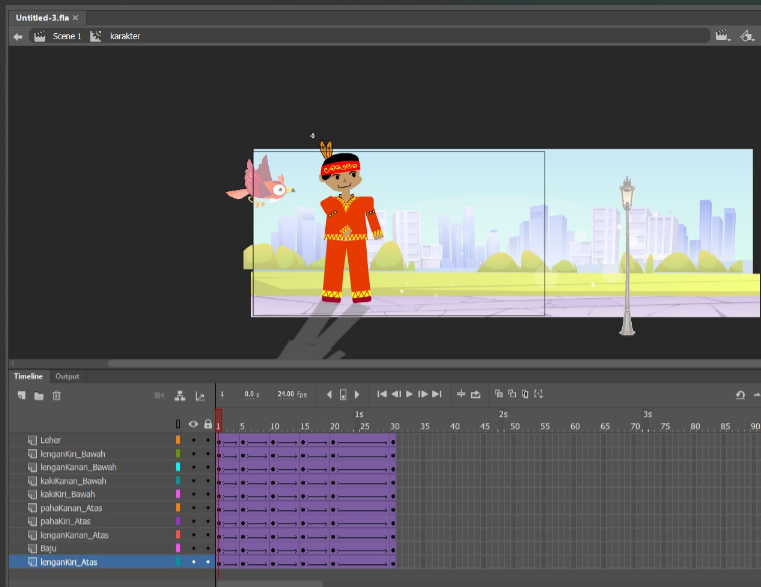 Untitled-3.fla ×
Scene 1 karakter
Timeline Output
1 0.0 s 24.00 fps
1s 2s 3s
1 5 10 15 20 25 30 35 40 45 50 55 60 65 70 75 80 85 90
Leher
lenganKiri_Bawah
lenganKanan_Bawah
kakiKanan_Bawah
kakiKiri_Bawah
pahaKanan_Atas
pahaKiri_Atas
lenganKanan_Atas
Baju
lenganKiri_Atas